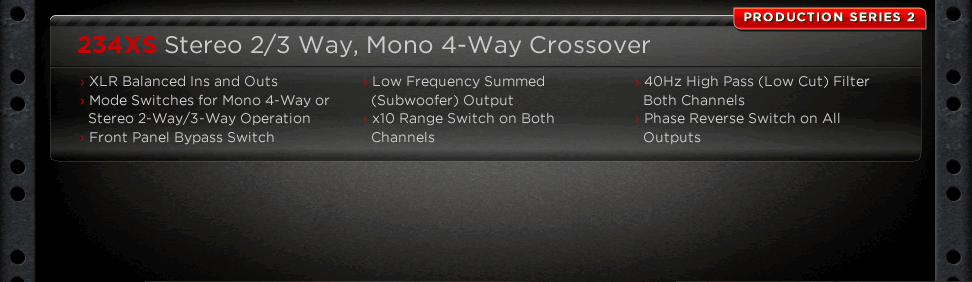 PRODUCTION SERIES 2
234XS Stereo 2/3 Way, Mono 4-Way Crossover
› XLR Balanced Ins and Outs
› Mode Switches for Mono 4-Way or
Stereo 2-Way/3-Way Operation
› Front Panel Bypass Switch
› Low Frequency Summed
(Subwoofer) Output
› x10 Range Switch on Both
Channels
› 40Hz High Pass (Low Cut) Filter
Both Channels
› Phase Reverse Switch on All
Outputs